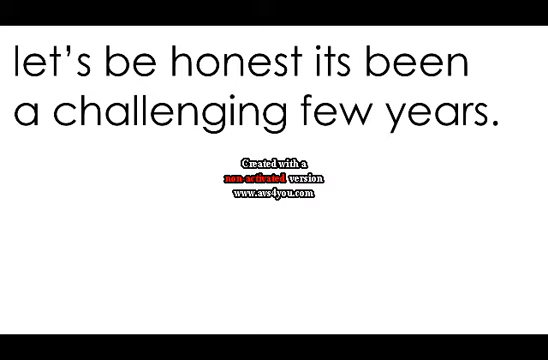 let’s be honest its been
a challenging few years.
Created with a
non-activated version
www.avs4you.com